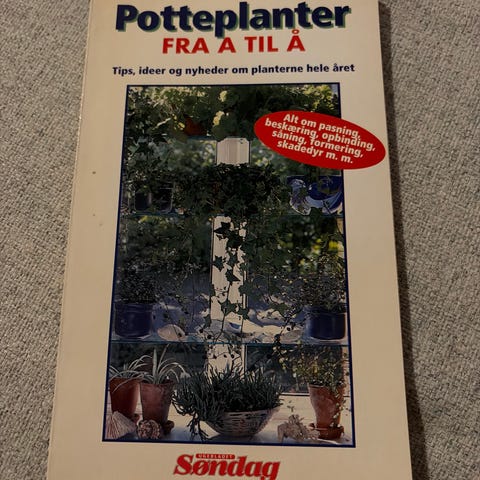 Potteplanter
FRA A TIL Å
Tips, ideer og nyheder om planterne hele året
Alt om pasning,
beskæring, opbinding,
såning, formering,
skadedyr m. m.
UGEBLADET
Søndag